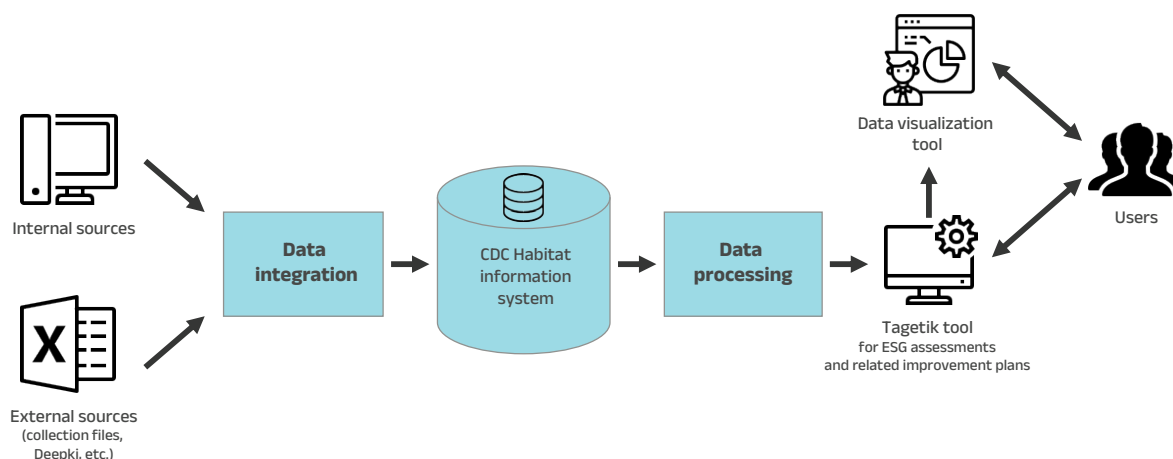 Internal sources
X
External sources
(collection files,
Deepki, etc.)
Data
integration
CDC Habitat
information
system
Data
processing
Data visualization
tool
Tagetik tool
for ESG assessments
and related improvement plans
Users